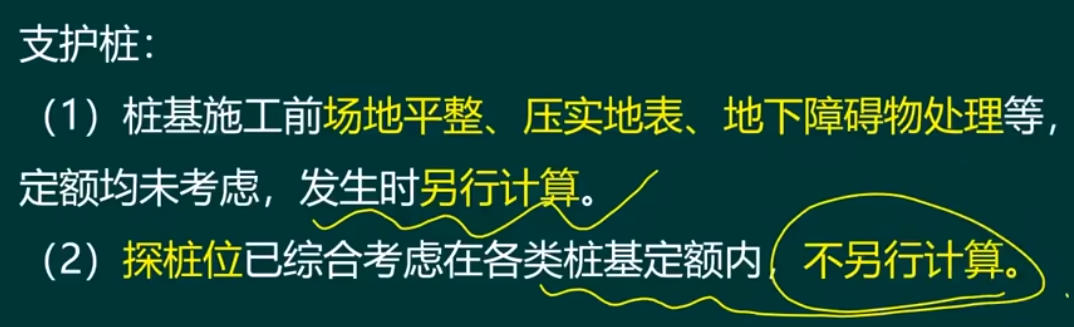 支护桩：
（1）桩基施工前场地平整、压实地表、地下障碍物处理等，
定额均未考虑，发生时另行计算。
（2）探桩位已综合考虑在各类桩基定额内，不另行计算。